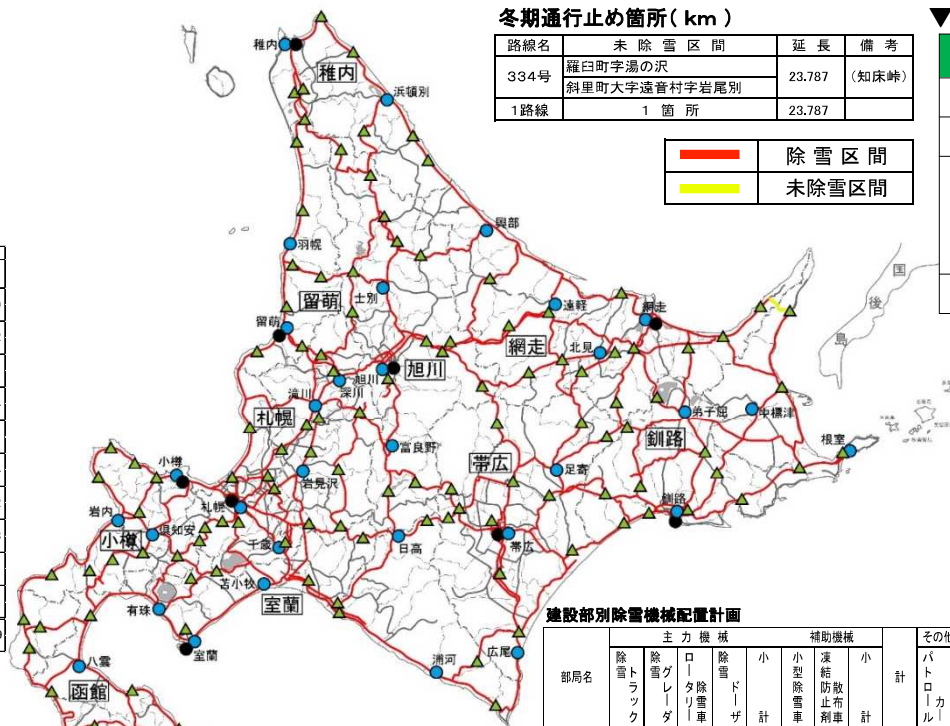 冬期通行止め箇所(km)
路線名 未除雪区間 延長 備考
334号 羅臼町字湯の沢 23.787 (知床峠)
斜里町大字遠音村字岩尾別
1路線 1箇所 23.787
除雪区間
未除雪区間
稚内
稚内
浜頓別
興部
羽幌
国
後
島
留萌
士別
遠軽
網走
留萌
網走
北見
旭川
旭川
深川
滝川
札幌
弟子屈
中標津
釧路
富良野
根室
帯広
小樽
足寄
岩見沢
札幌
釧路
岩内
小樽
倶知安
千歳
日高
帯広
苫小牧
室蘭
有珠
室蘭
広尾
八雲
浦河
函館
建設部別除雪機械配置計画
部局名
主力機械
補助機械
計
その他
除雪トラック
除雪グレーダ
ロータリー除雪車
除雪ドーザ
小計
小型除雪車
凍結防止剤散布車
小計
パトロールカー